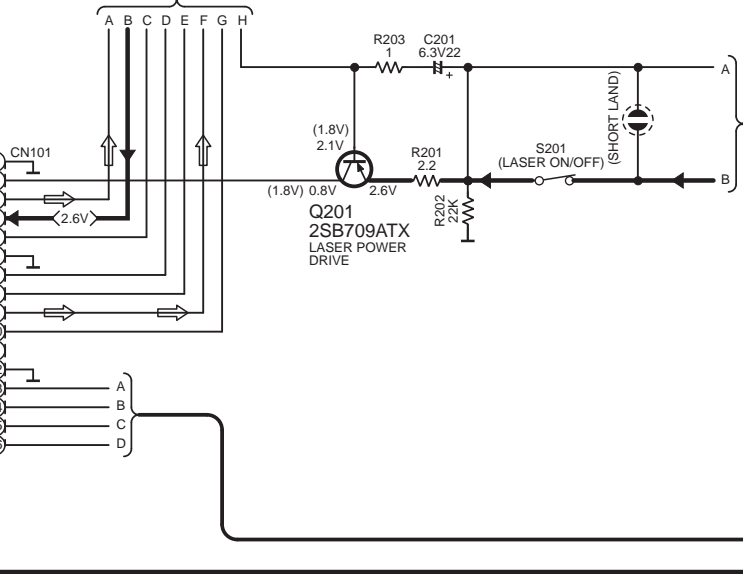 A B C D E F G H
R203
1
C201
6.3V22
+
A
(SHORT LAND)
(1.8V)
2.1V
CN101
R201
2.2
S201
(LASER ON/OFF)
B
(1.8V) 0.8V
2.6V
R202
22K
2.6V
Q201
2SB709ATX
LASER POWER
DRIVE
A
B
C
D